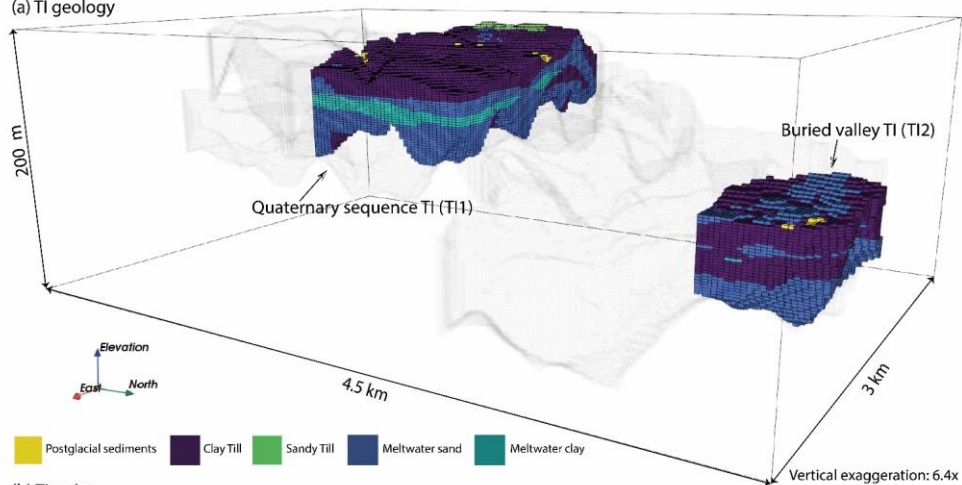 (a) TI geology
200 m
Buried valley TI (TI2)
Quaternary sequence TI (TI1)
Elevation
East
North
4.5 km
3 km
Postglacial sediments
Clay Till
Sandy Till
Meltwater sand
Meltwater clay
Vertical exaggeration: 6.4x